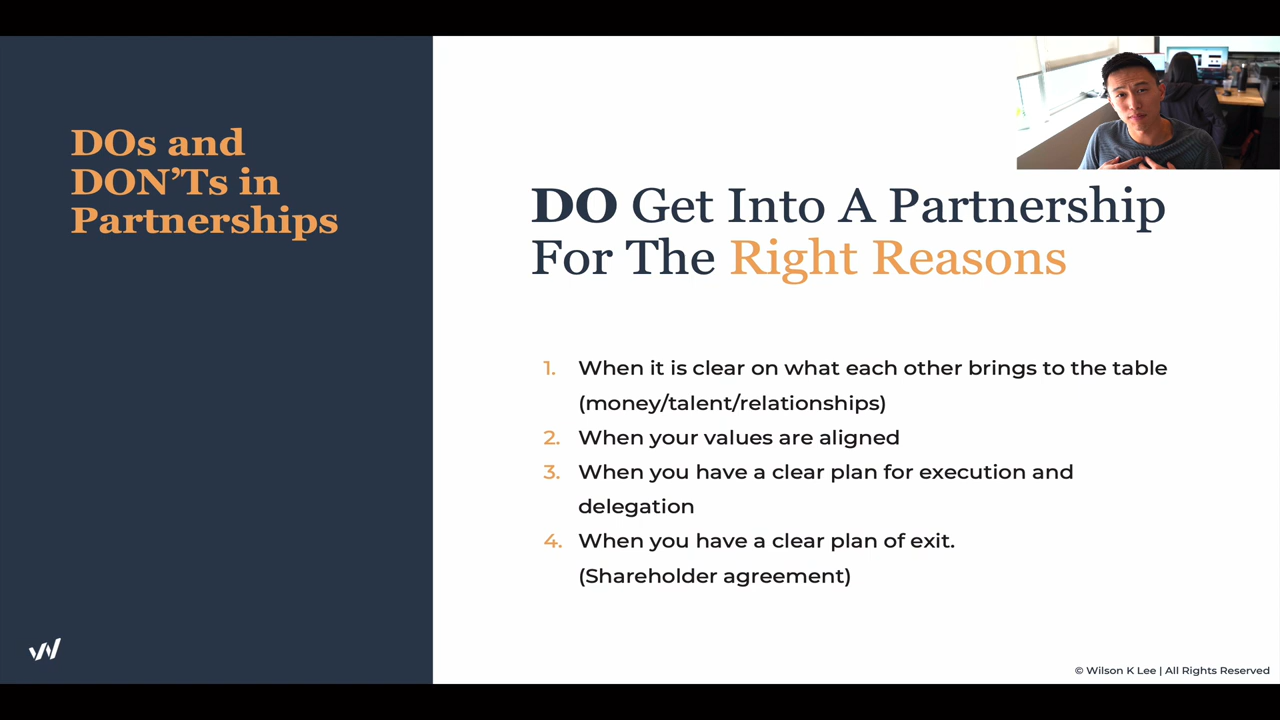 DOs and
DON'Ts in
Partnerships
DO Get Into A Partnership
For The Right Reasons
1. When it is clear on what each other brings to the table
(money/talent/relationships)
2. When your values are aligned
3. When you have a clear plan for execution and
delegation
4. When you have a clear plan of exit.
(Shareholder agreement)
© Wilson K Lee | All Rights Reserved